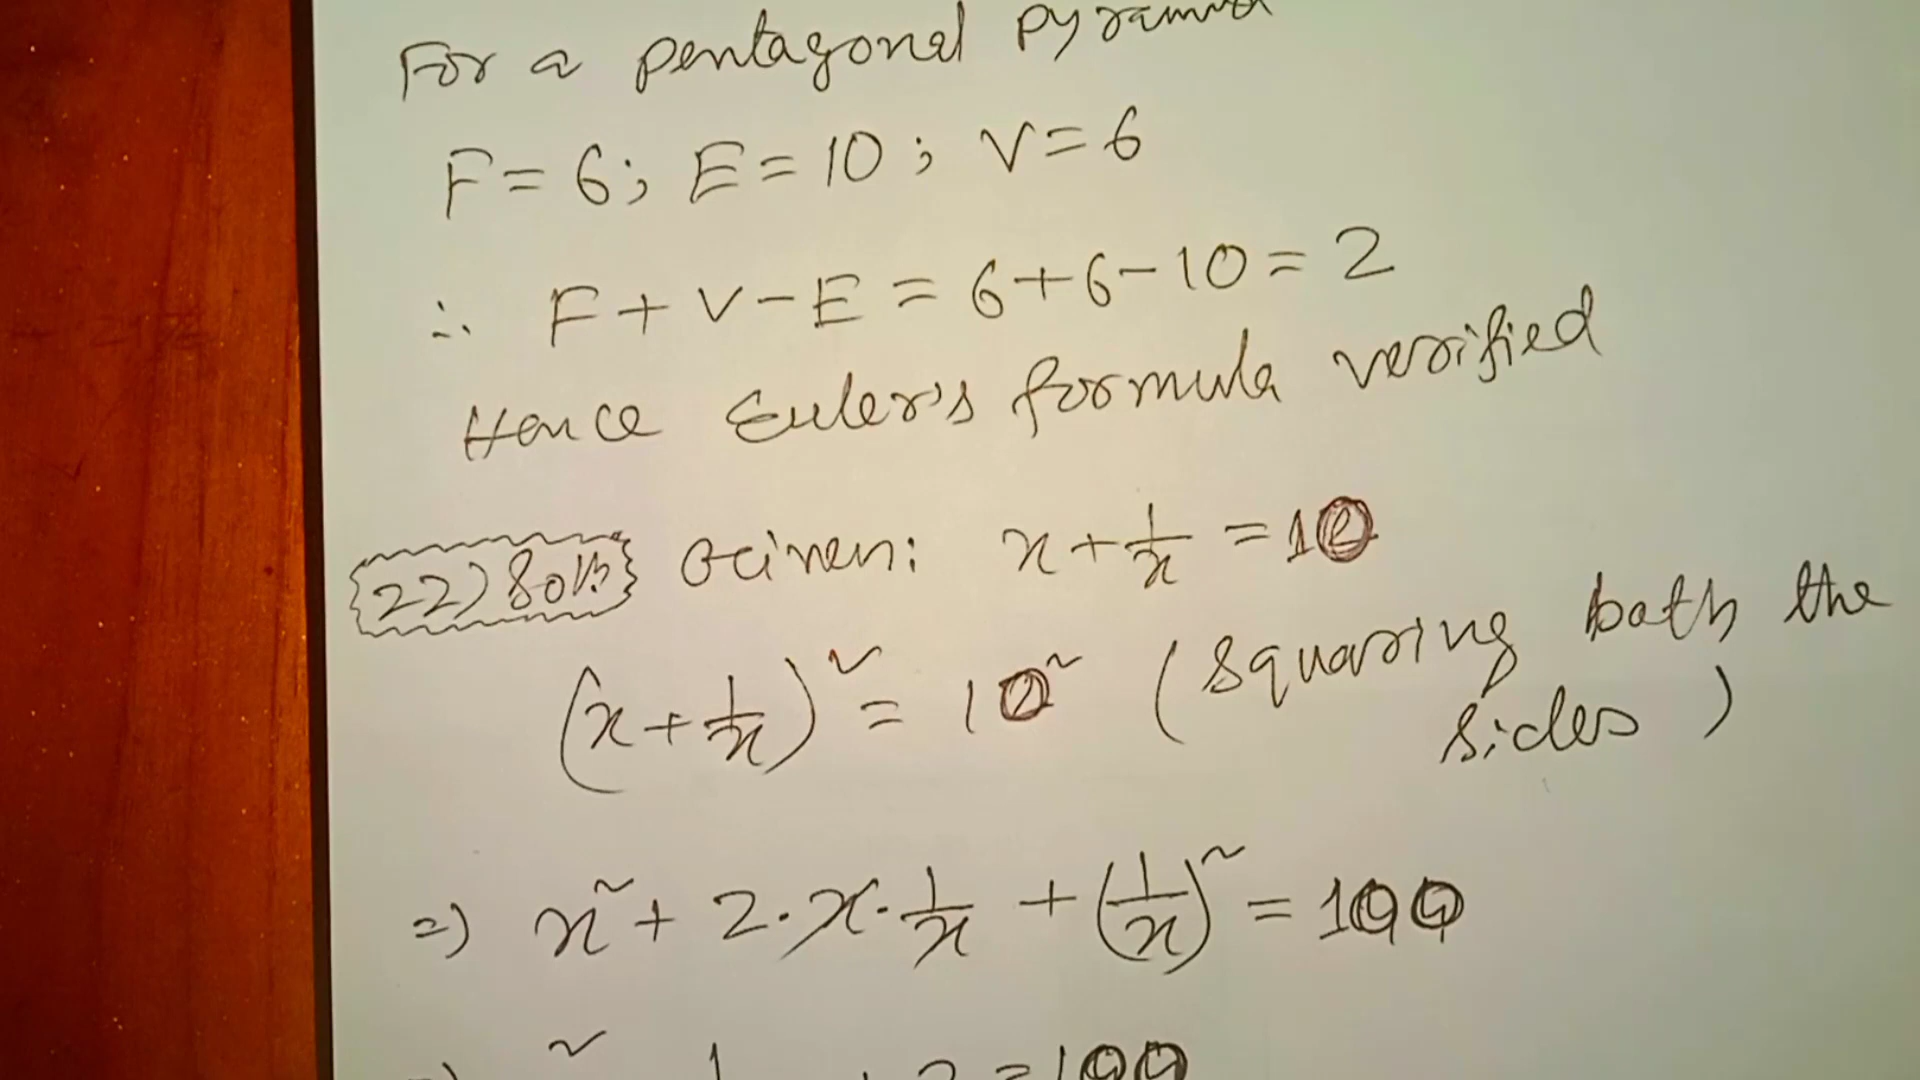 For a pentagonal pyramid
F = 6; E = 10; V = 6
∴ F + V - E = 6 + 6 - 10 = 2
Hence Euler's formula verified
22) Soln Given: x + 1/x = 10
(x + 1/x)² = 10² (Squaring both the
sides)
=) x² + 2·x·1/x + (1/x)² = 100